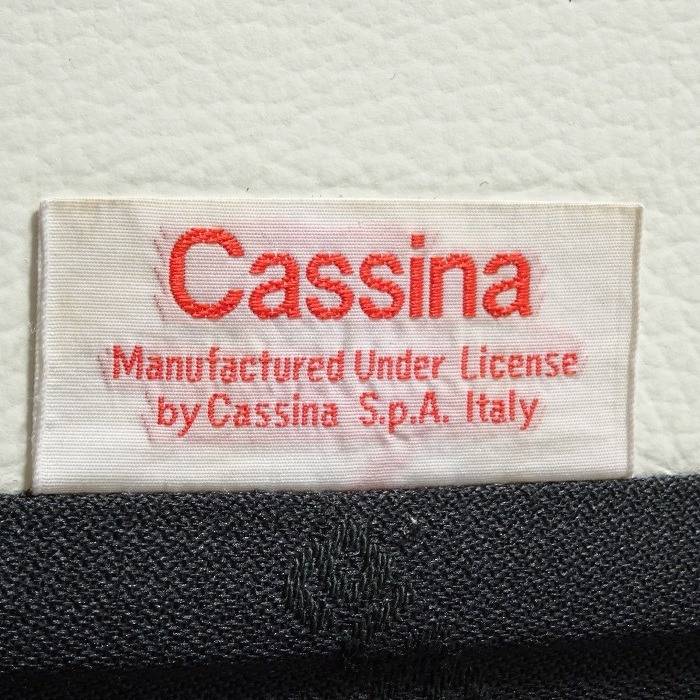 Cassina
Manufactured Under License
by Cassina S.p.A. Italy